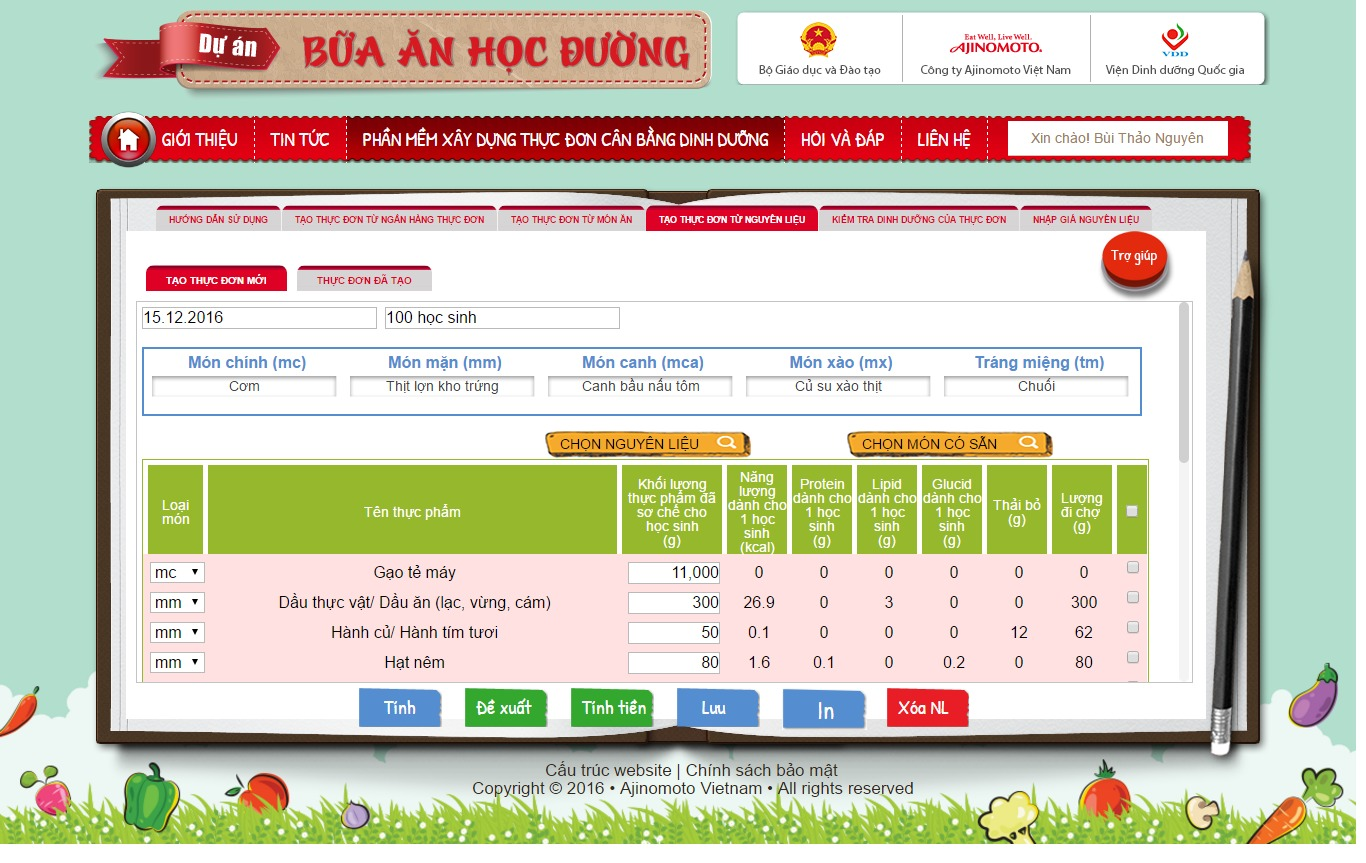 Dự án
BỮA ĂN HỌC ĐƯỜNG
Bộ Giáo dục và Đào tạo
Eat Well, Live Well.
AJINOMOTO.
Công ty Ajinomoto Việt Nam
VDD
Viện Dinh dưỡng Quốc gia
GIỚI THIỆU
TIN TỨC
PHẦN MỀM XÂY DỰNG THỰC ĐƠN CÂN BẰNG DINH DƯỠNG
HỎI VÀ ĐÁP
LIÊN HỆ
Xin chào! Bùi Thảo Nguyên
HƯỚNG DẪN SỬ DỤNG
TẠO THỰC ĐƠN TỪ NGÂN HÀNG THỰC ĐƠN
TẠO THỰC ĐƠN TỪ MÓN ĂN
TẠO THỰC ĐƠN TỪ NGUYÊN LIỆU
KIỂM TRA DINH DƯỠNG CỦA THỰC ĐƠN
NHẬP GIÁ NGUYÊN LIỆU
Trợ giúp
TẠO THỰC ĐƠN MỚI
THỰC ĐƠN ĐÃ TẠO
15.12.2016
100 học sinh
Món chính (mc)
Món mặn (mm)
Món canh (mca)
Món xào (mx)
Tráng miệng (tm)
Cơm
Thịt lợn kho trứng
Canh bầu nấu tôm
Củ su xào thịt
Chuối
CHỌN NGUYÊN LIỆU
CHỌN MÓN CÓ SẴN
Loại
món
Tên thực phẩm
Khối lượng
thực phẩm đã
sơ chế cho
học sinh
(g)
Năng
lượng
dành cho
1 học
sinh
(kcal)
Protein
dành cho
1 học
sinh
(g)
Lipid
dành cho
1 học
sinh
(g)
Glucid
dành cho
1 học
sinh
(g)
Thải bỏ
(g)
Lượng
đi chợ
(g)
mc Gạo tẻ máy 11,000 0 0 0 0 0 0
mm Dầu thực vật/ Dầu ăn (lạc, vừng, cám) 300 26.9 0 3 0 0 300
mm Hành củ/ Hành tím tươi 50 0.1 0 0 0 12 62
mm Hạt nêm 80 1.6 0.1 0 0.2 0 80
Tính
Đề xuất
Tính tiền
Lưu
In
Xóa NL
Cấu trúc website | Chính sách bảo mật
Copyright © 2016 • Ajinomoto Vietnam • All rights reserved